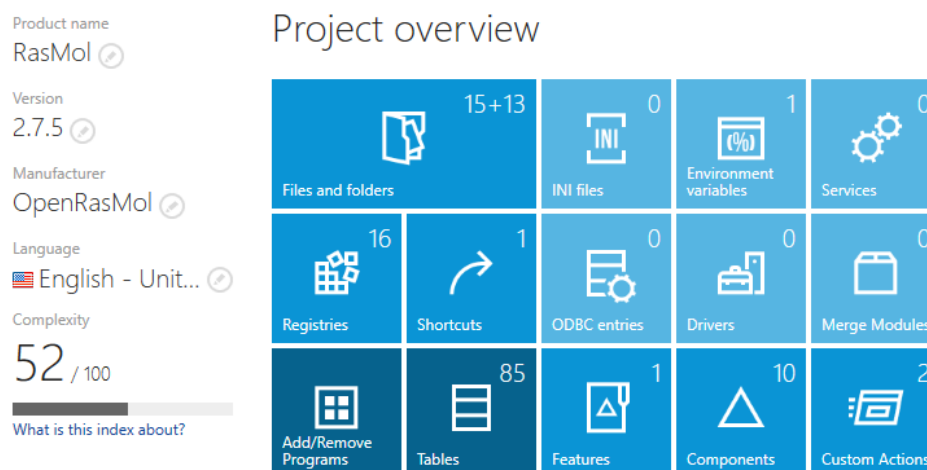 Product name
RasMol
Version
2.7.5
Manufacturer
OpenRasMol
Language
English - Unit...
Complexity
52 / 100
What is this index about?
Project overview
15+13
Files and folders
0
INI
INI files
1
(%)
Environment
variables
0
Services
16
Registries
1
Shortcuts
0
ODBC entries
0
Drivers
0
Merge Modules
Add/Remove
Programs
85
Tables
1
Features
10
Components
2
Custom Actions